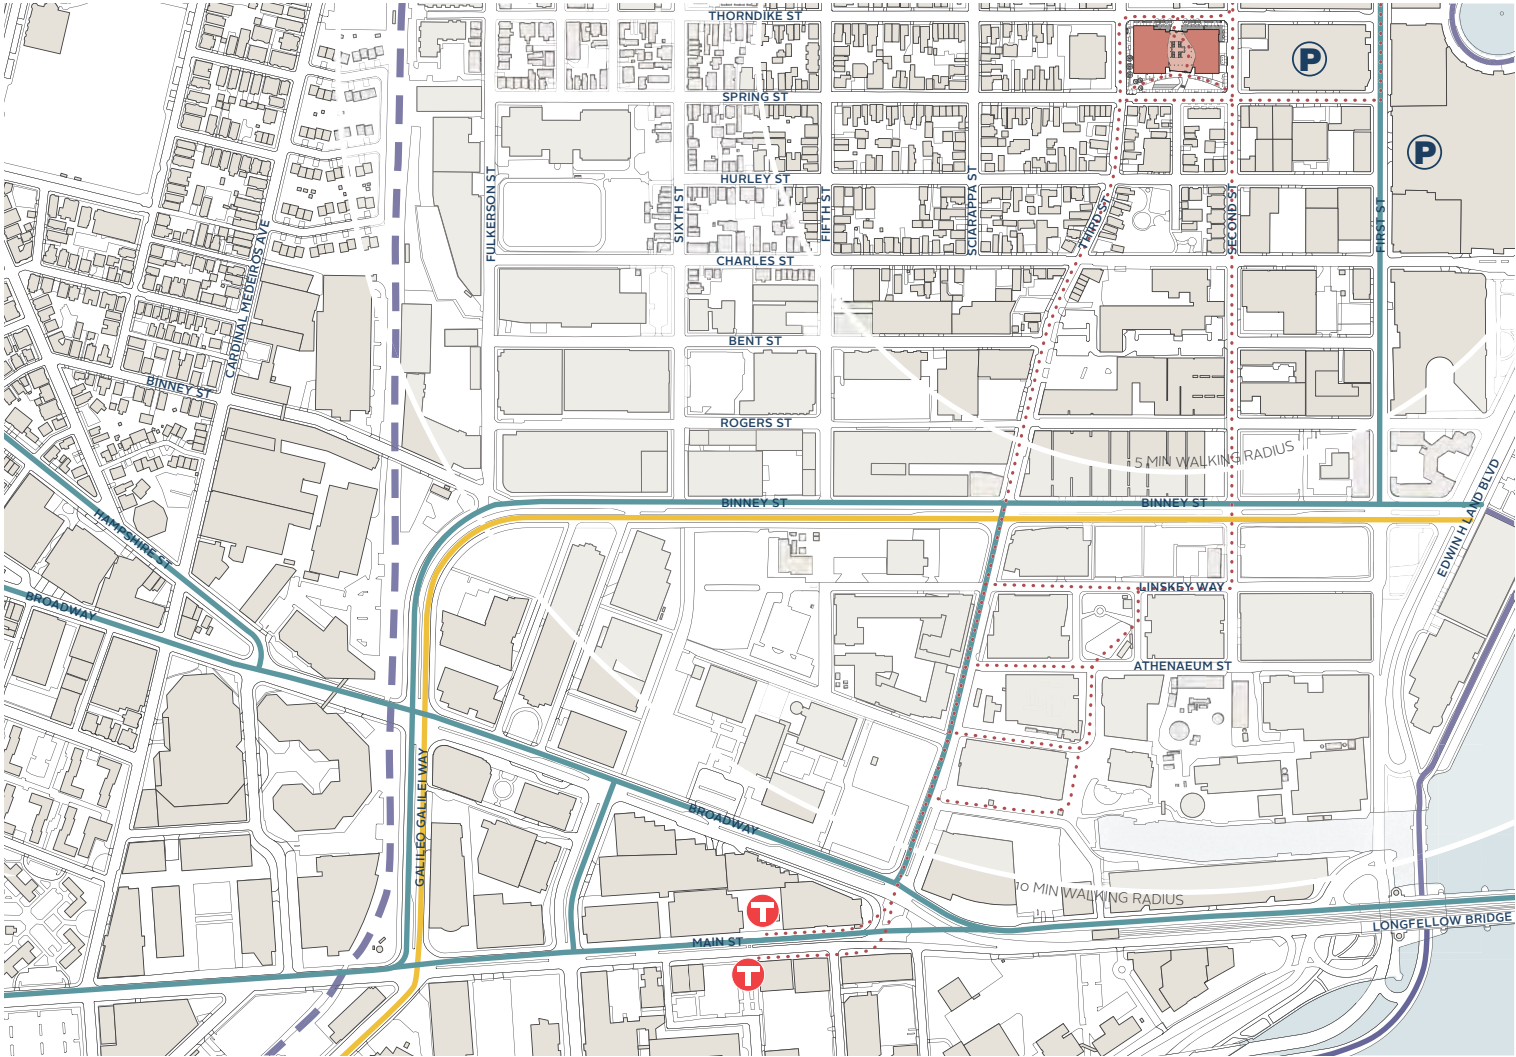 THORNDIKE ST
P
SPRING ST
P
HURLEY ST
FULKERSON ST
SIXTH ST
FIFTH ST
SCIARAPPA ST
THIRD ST
SECOND ST
FIRST ST
CARDINAL MEDEIROS AVE
CHARLES ST
BENT ST
BINNEY ST
ROGERS ST
5 MIN WALKING RADIUS
BINNEY ST
BINNEY ST
EDWIN H LAND BLVD
HAMPSHIRE ST
LINSKEY WAY
BROADWAY
ATHENAEUM ST
GALILEO GALILEI WAY
BROADWAY
10 MIN WALKING RADIUS
T
LONGFELLOW BRIDGE
MAIN ST
T